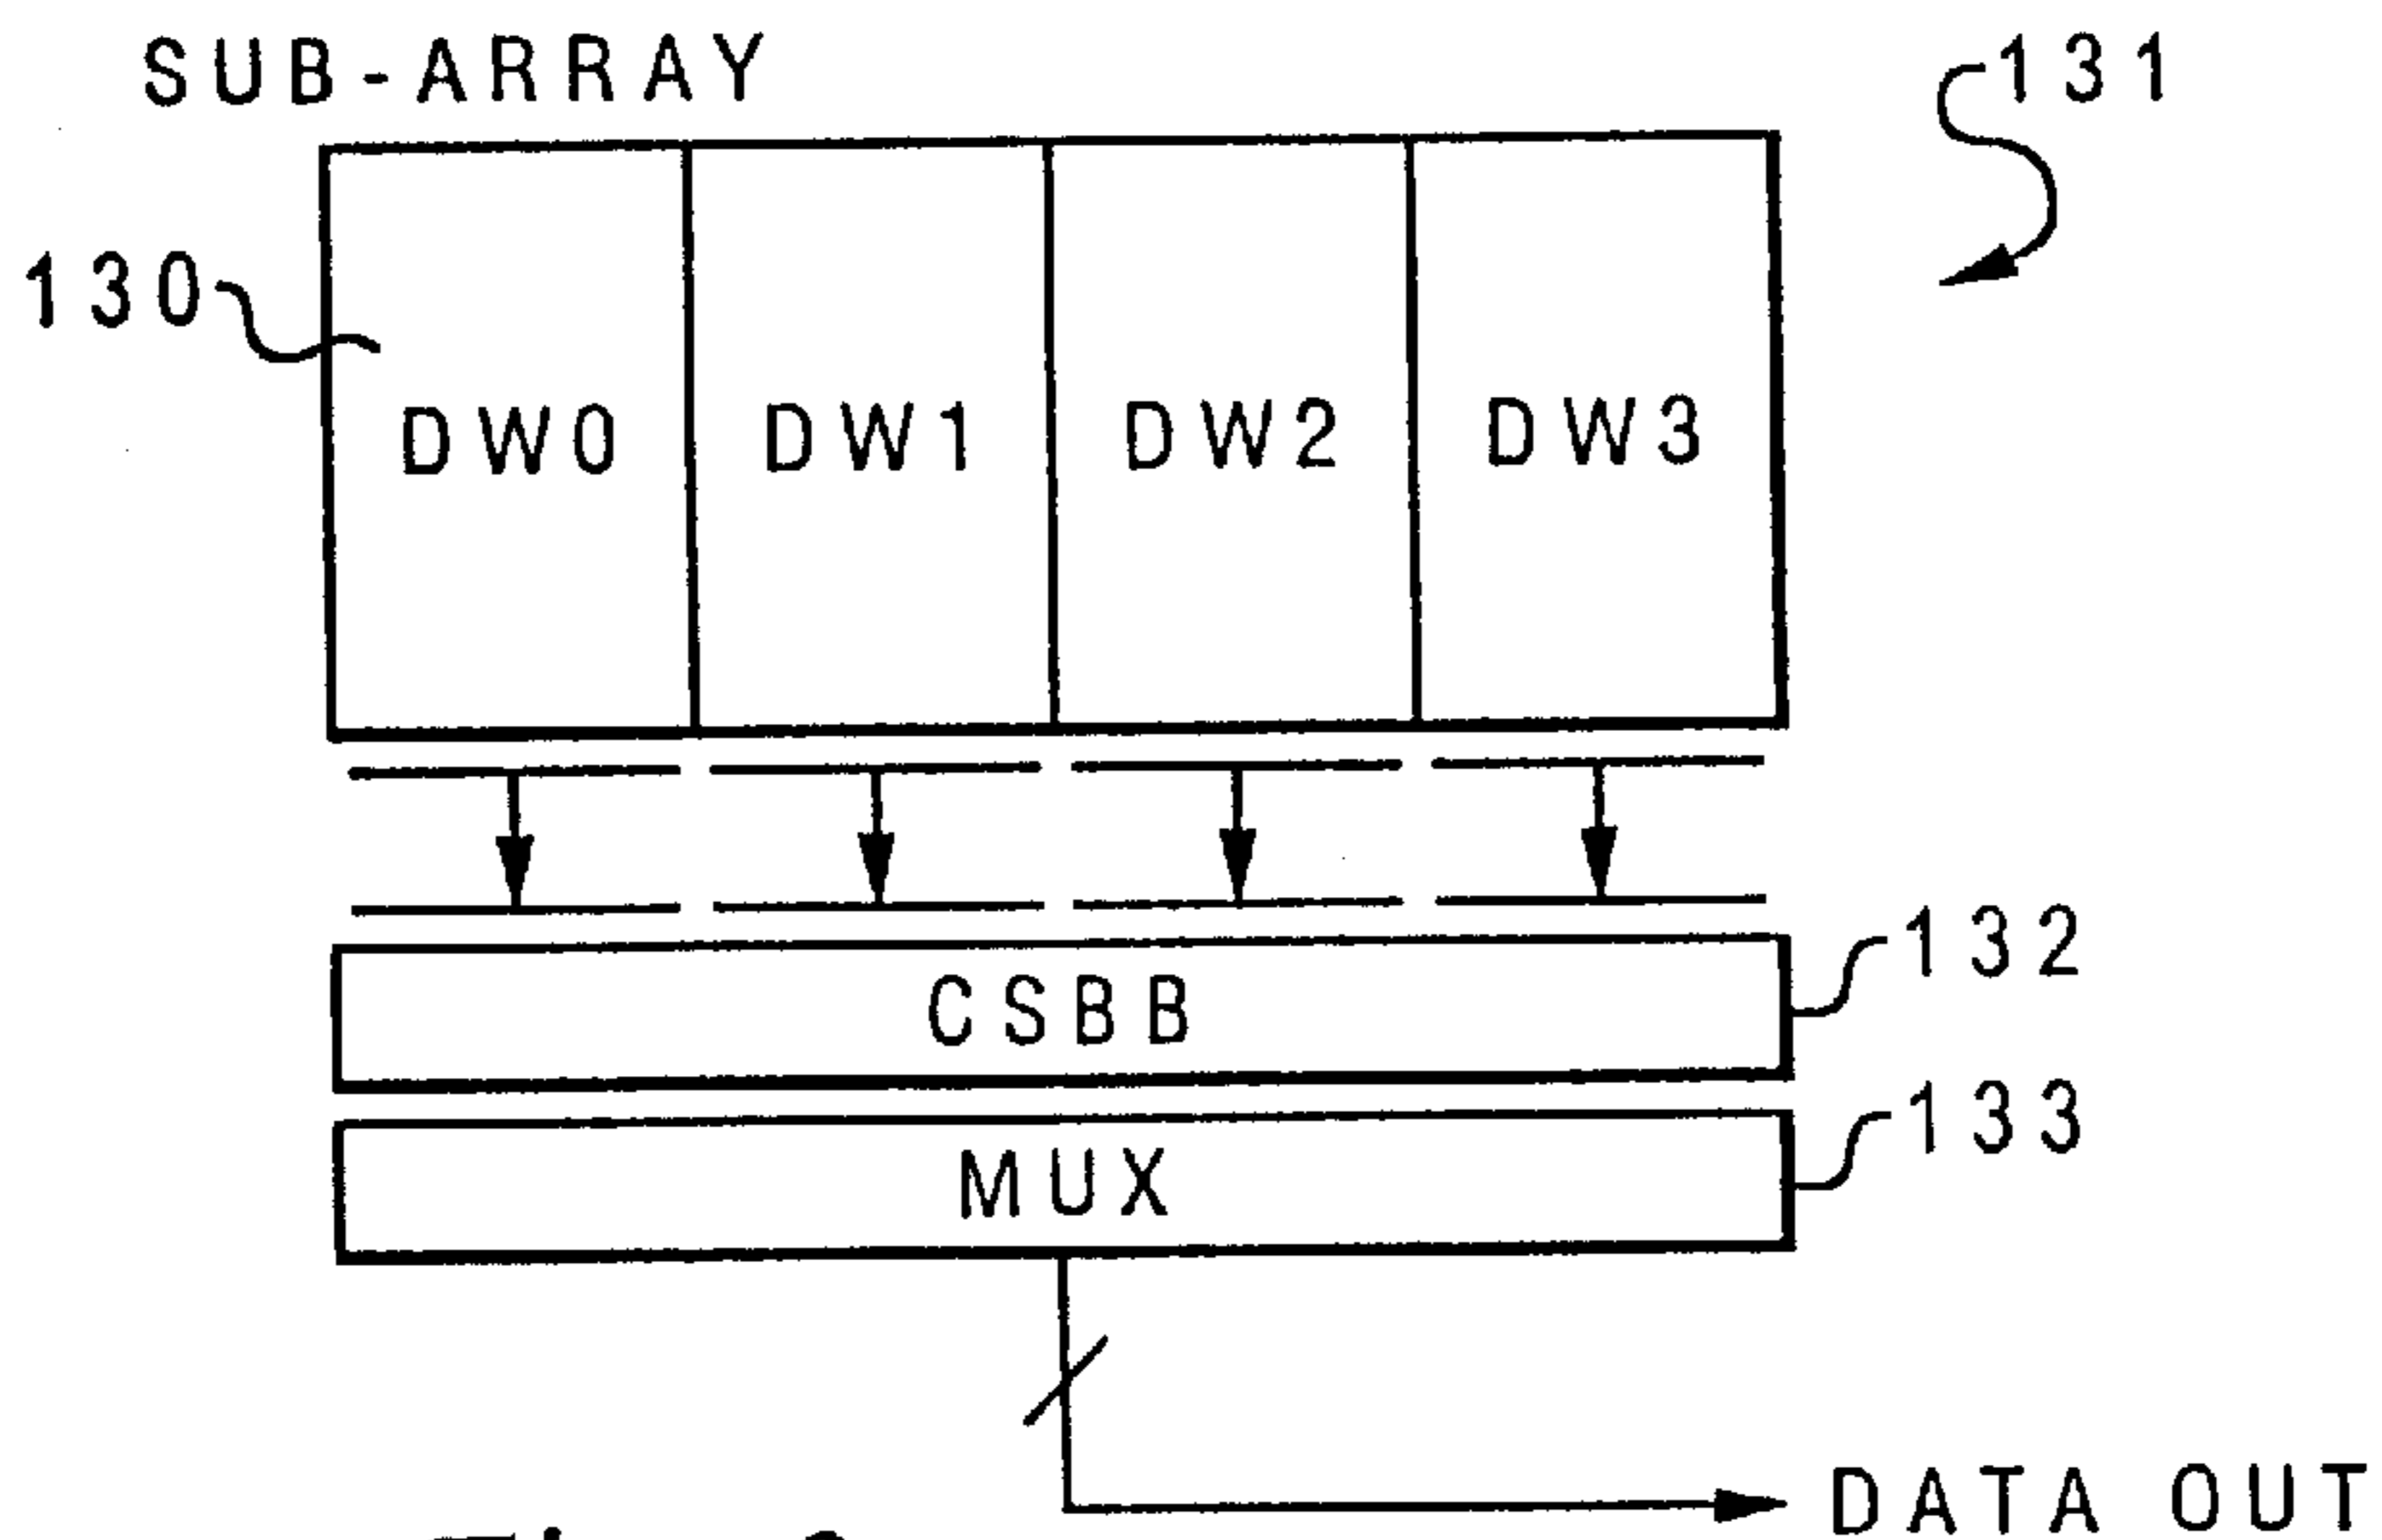 SUB-ARRAY
131
130
DW0 DW1 DW2 DW3
132
CSBB
133
MUX
DATA OUT